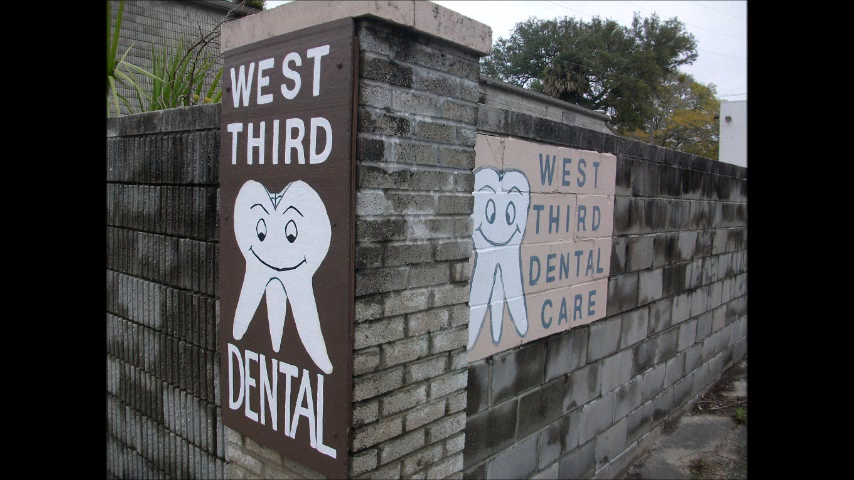 WEST
THIRD
DENTAL
WEST
THIRD
DENTAL
CARE